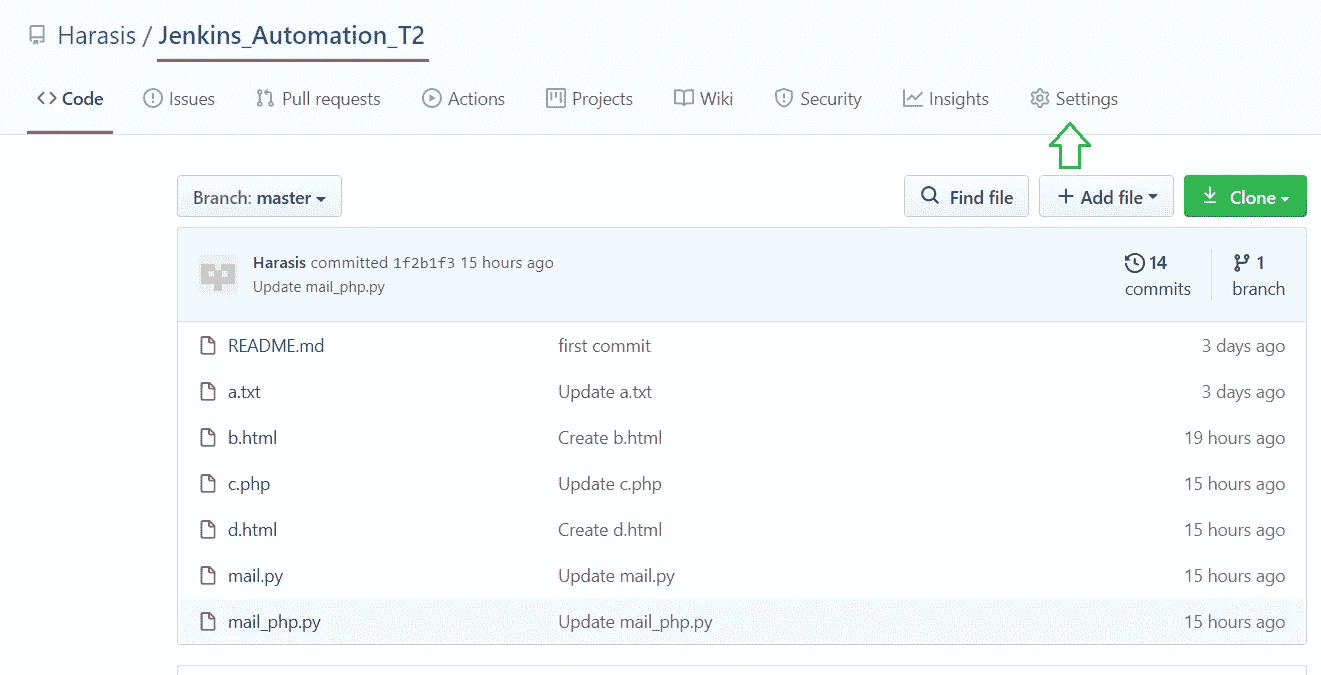 Harasis / Jenkins_Automation_T2
Code Issues Pull requests Actions Projects Wiki Security Insights Settings
Branch: master Find file Add file Clone
Harasis committed 1f2b1f3 15 hours ago 14 1
Update mail_php.py commits branch
README.md first commit 3 days ago
a.txt Update a.txt 3 days ago
b.html Create b.html 19 hours ago
c.php Update c.php 15 hours ago
d.html Create d.html 15 hours ago
mail.py Update mail.py 15 hours ago
mail_php.py Update mail_php.py 15 hours ago